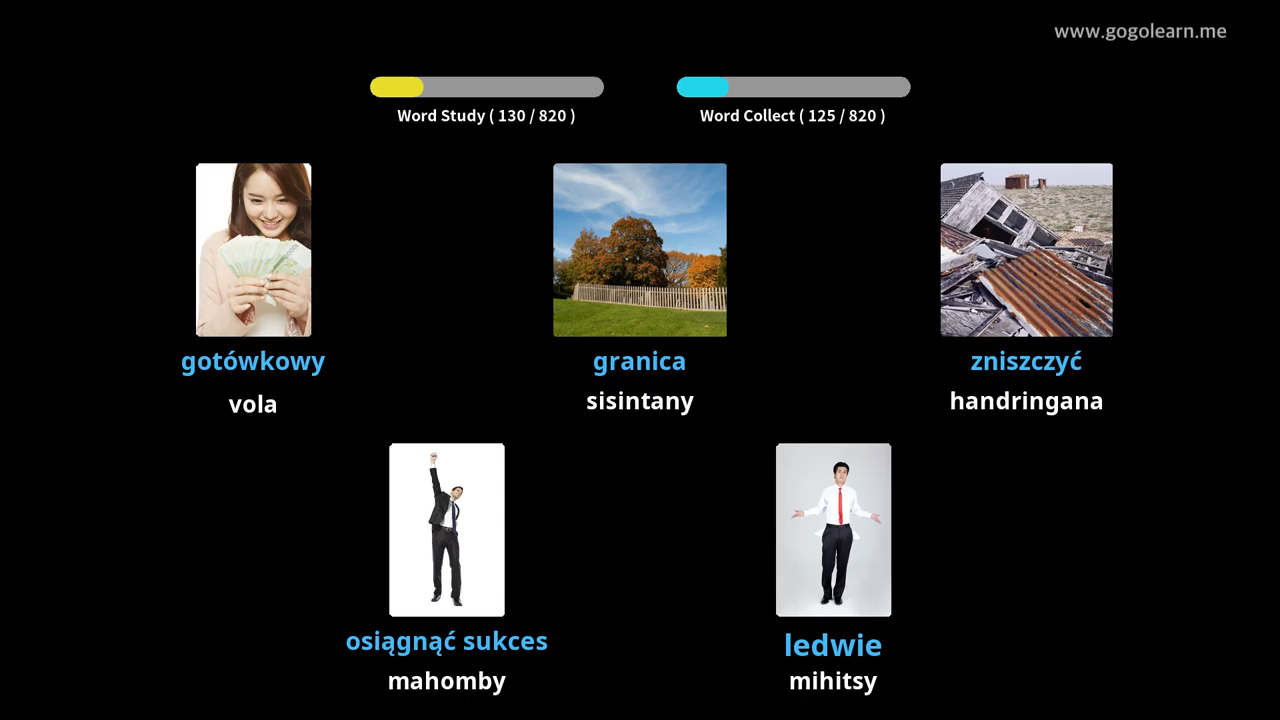 www.gogolearn.me
Word Study ( 130 / 820 )
Word Collect ( 125 / 820 )
gotówkowy
vola
granica
sisintany
zniszczyć
handringana
osiągnąć sukces
mahomby
ledwie
mihitsy